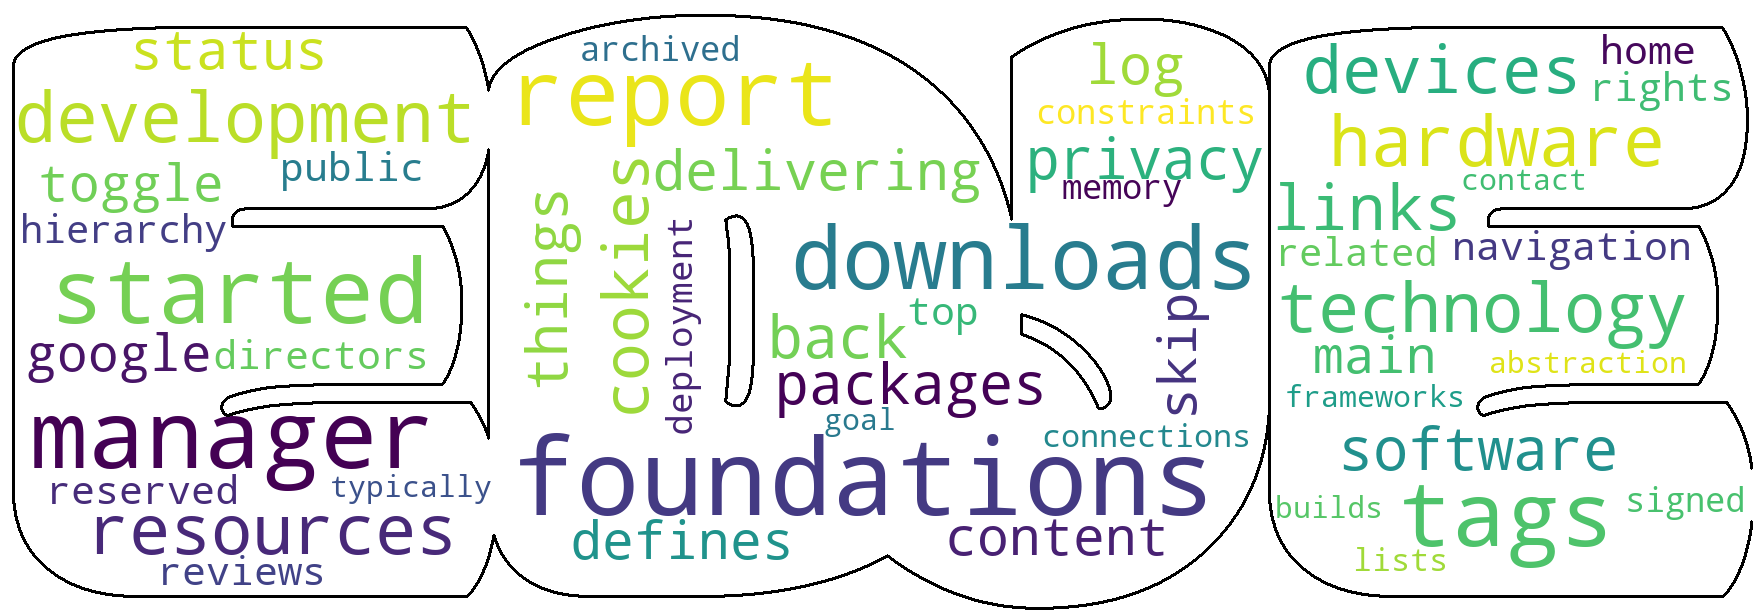 status
development
public
toggle
hierarchy
started
google
directors
manager
reserved
typically
resources
reviews
archived
report
delivering
things
cookies
deployment
downloads
top
back
packages
goal
skip
connections
foundations
defines
content
log
constraints
privacy
memory
devices
home
rights
hardware
contact
links
related
navigation
technology
main
abstraction
frameworks
software
tags
builds
signed
lists